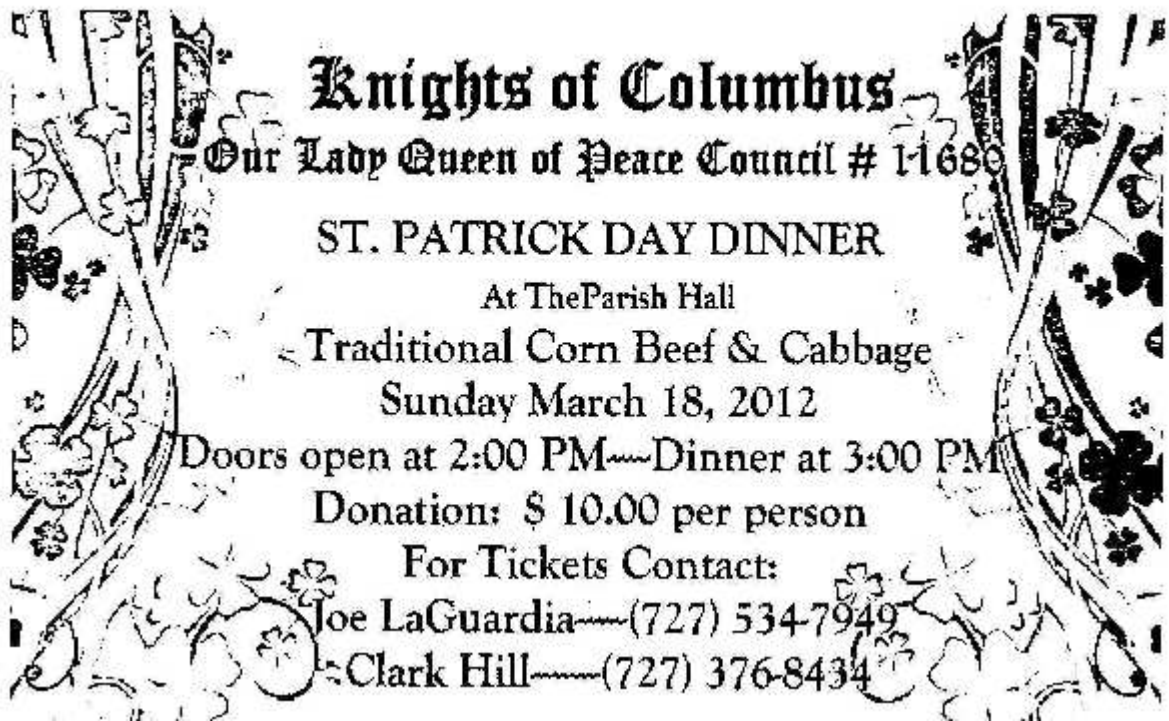 Knights of Columbus
Our Lady Queen of Peace Council # 11680
ST. PATRICK DAY DINNER
At TheParish Hall
Traditional Corn Beef & Cabbage
Sunday March 18, 2012
Doors open at 2:00 PM~~Dinner at 3:00 PM
Donation: $ 10.00 per person
For Tickets Contact:
Joe LaGuardia~~(727) 534-7949
Clark Hill~~~(727) 376-8434